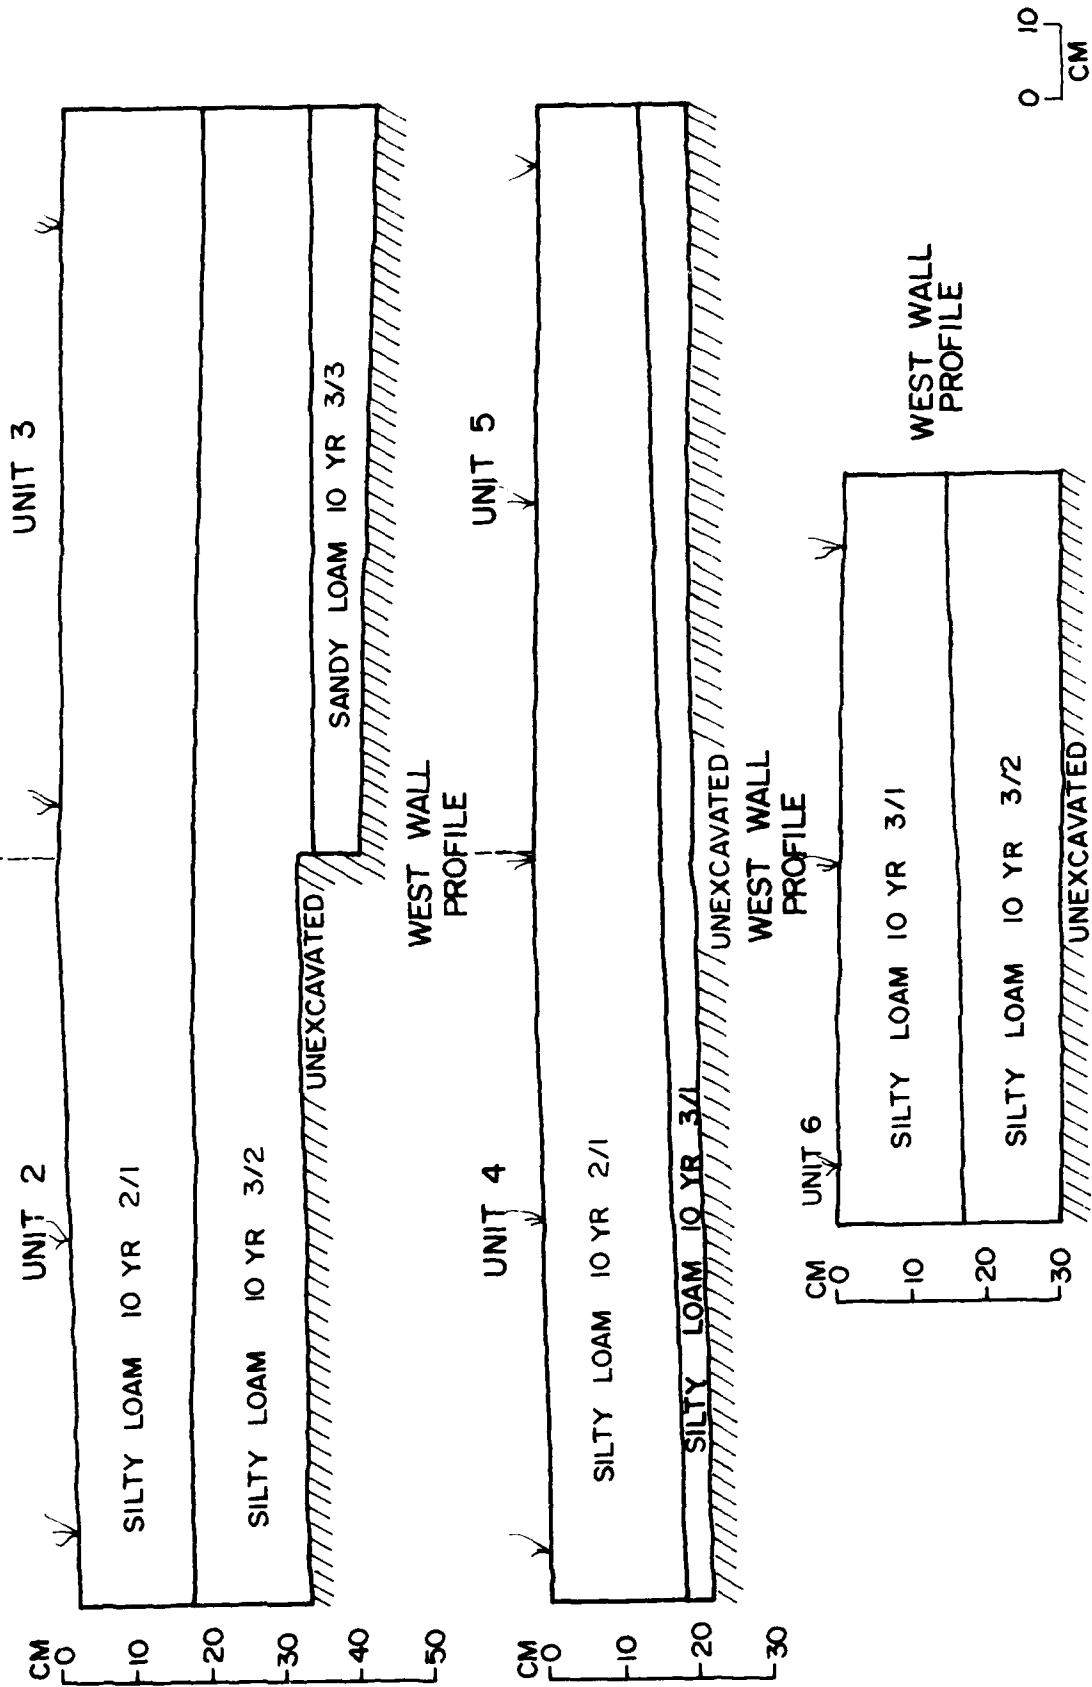 UNIT 2
UNIT 3
CM
0
10
20
30
40
50
SILTY LOAM 10 YR 2/1
SILTY LOAM 10 YR 3/2
SANDY LOAM 10 YR 3/3
UNEXCAVATED
WEST WALL
PROFILE
UNIT 4
UNIT 5
CM
0
10
20
30
SILTY LOAM 10 YR 2/1
SILTY LOAM 10 YR 3/1
UNEXCAVATED
WEST WALL
PROFILE
UNIT 6
CM
0
10
20
30
SILTY LOAM 10 YR 3/1
SILTY LOAM 10 YR 3/2
UNEXCAVATED
WEST WALL
PROFILE
0 10
CM